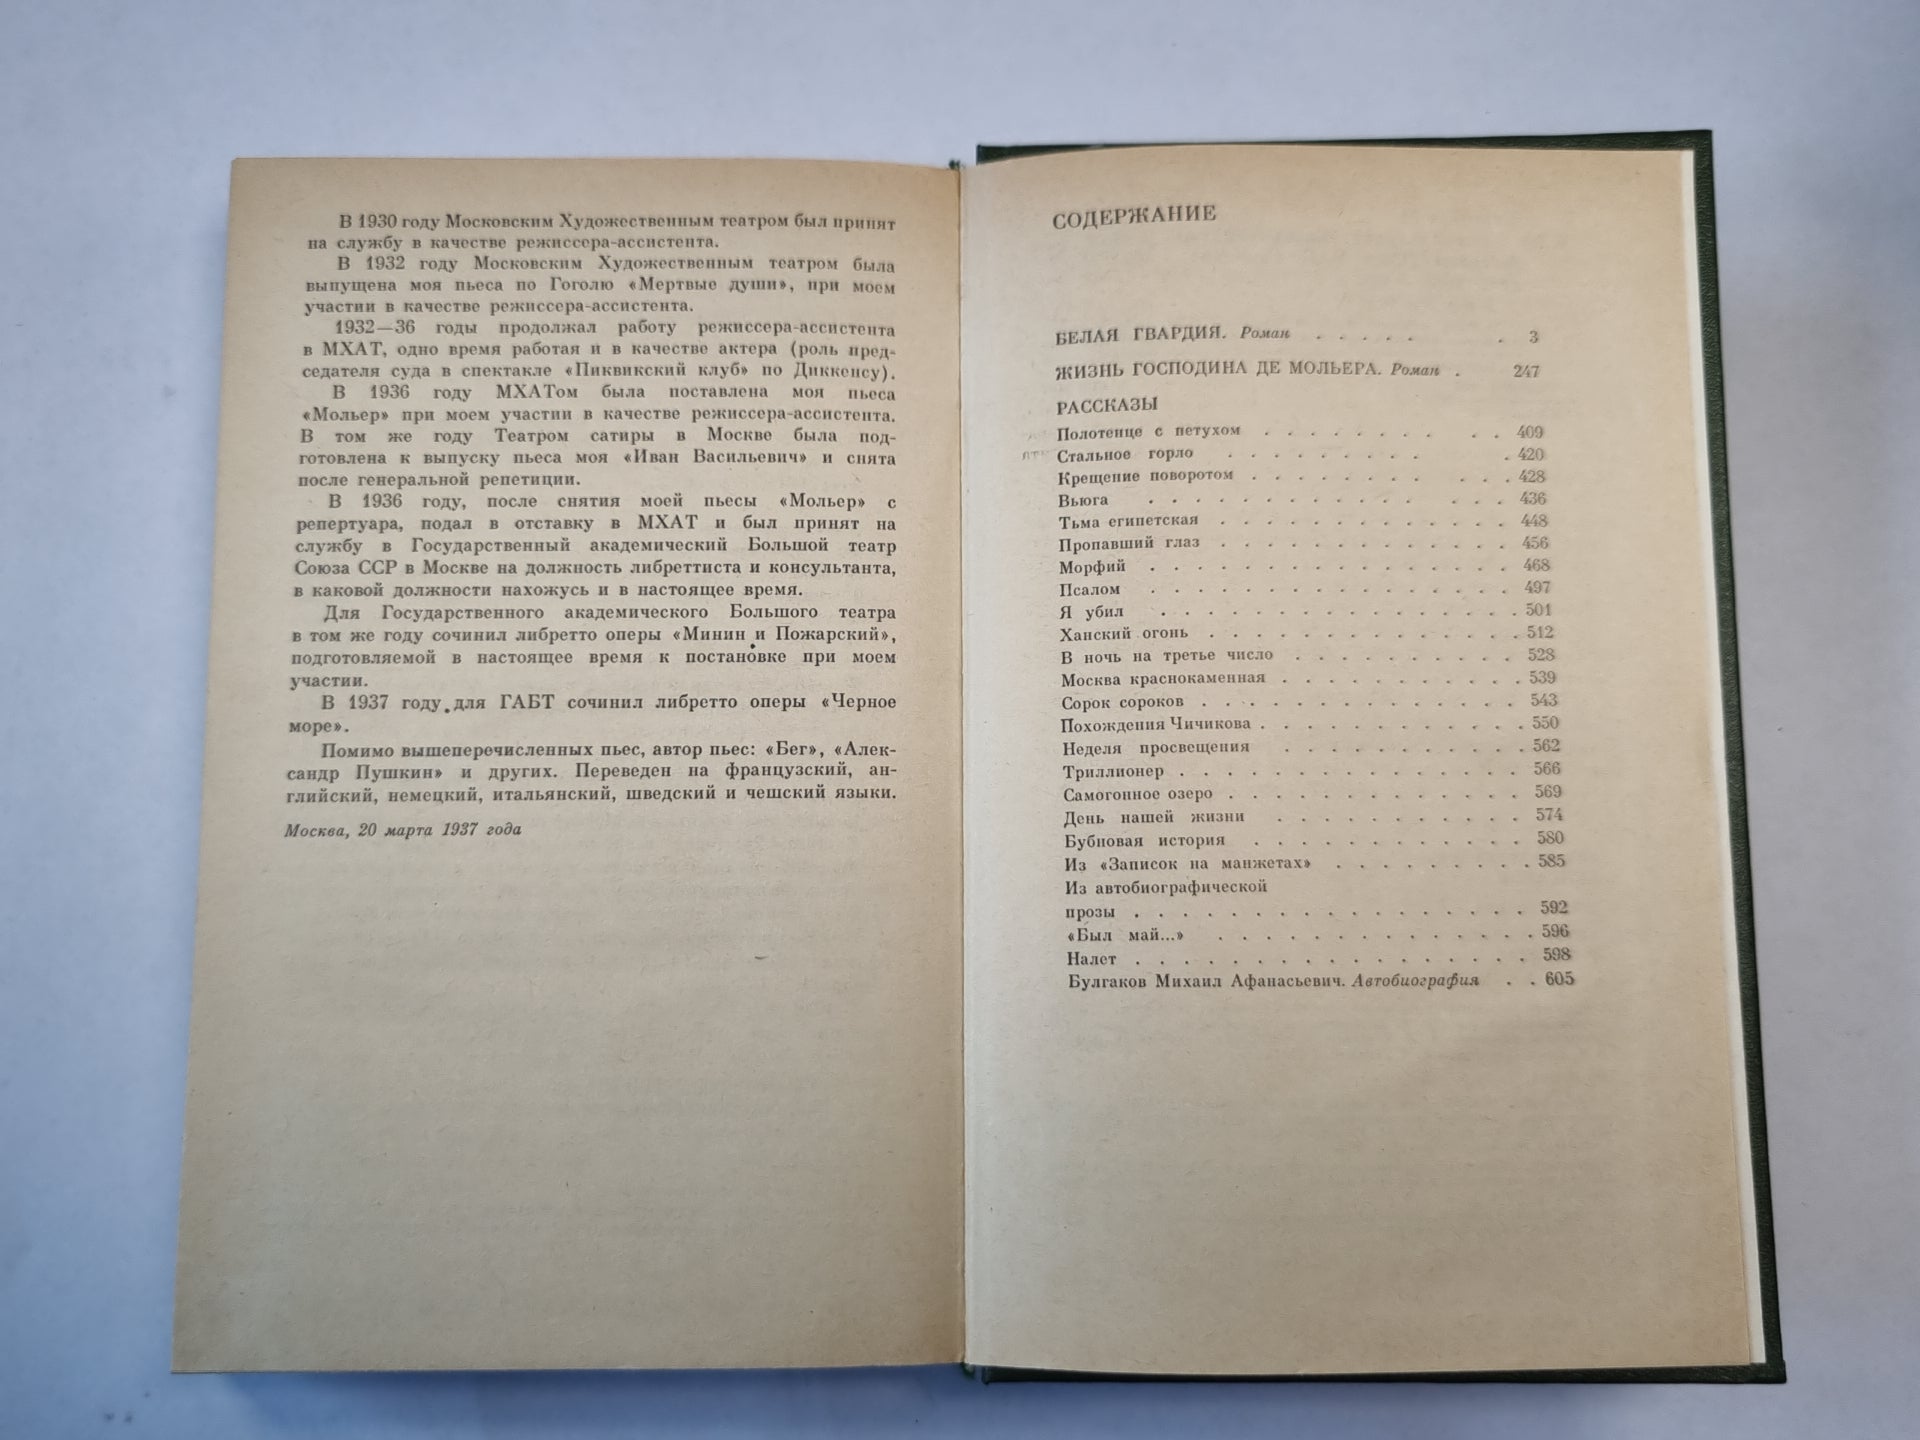 В 1930 году Московским Художественным театром был принят
на службу в качестве режиссера-ассистента.
В 1932 году Московским Художественным театром была
выпущена моя пьеса по Гоголю «Мертвые души», при моем
участии в качестве режиссера-ассистента.
1932—36 годы продолжал работу режиссера-ассистента
в МХАТ, одно время работая и в качестве актера (роль пред-
седателя суда в спектакле «Пиквикский клуб» по Диккенсу).
В 1936 году МХАТом была поставлена моя пьеса
«Мольер» при моем участии в качестве режиссера-ассистента.
В том же году Театром сатиры в Москве была под-
готовлена к выпуску пьеса моя «Иван Васильевич» и снята
после генеральной репетиции.
В 1936 году, после снятия моей пьесы «Мольер» с
репертуара, подал в отставку в МХАТ и был принят на
службу в Государственный академический Большой театр
Союза ССР в Москве на должность либреттиста и консультанта,
в каковой должности нахожусь и в настоящее время.
Для Государственного академического Большого театра
в том же году сочинил либретто оперы «Минин и Пожарский»,
подготовляемой в настоящее время к постановке при моем
участии.
В 1937 году для ГАБТ сочинил либретто оперы «Черное
море».
Помимо вышеперечисленных пьес, автор пьес: «Бег», «Алек-
сандр Пушкин» и других. Переведен на французский, ан-
глийский, немецкий, итальянский, шведский и чешский языки.
Москва, 20 марта 1937 года
СОДЕРЖАНИЕ
БЕЛАЯ ГВАРДИЯ. Роман . . . . . . 3
ЖИЗНЬ ГОСПОДИНА ДЕ МОЛЬЕРА. Роман . 247
РАССКАЗЫ
Полотенце с петухом . . . . . . . . . 409
Стальное горло . . . . . . . . . . 420
Крещение поворотом . . . . . . . . . . 428
Вьюга . . . . . . . . . . . . 436
Тьма египетская . . . . . . . . . . . . 448
Пропавший глаз . . . . . . . . . . . . 456
Морфий . . . . . . . . . . . . . . . 468
Псалом . . . . . . . . . . . . . . . 497
Я убил . . . . . . . . . . . . . . . 501
Ханский огонь . . . . . . . . . . . . . 512
В ночь на третье число . . . . . . . . . 528
Москва краснокаменная . . . . . . . . . . 539
Сорок сороков . . . . . . . . . . . . 543
Похождения Чичикова . . . . . . . . . . 550
Неделя просвещения . . . . . . . . . . 562
Триллионер . . . . . . . . . . . . . 566
Самогонное озеро . . . . . . . . . . . 569
День нашей жизни . . . . . . . . . . 574
Бубновая история . . . . . . . . . . 580
Из «Записок на манжетах» . . . . . . . . 585
Из автобиографической
прозы . . . . . . . . . . . . . . . 592
«Был май...» . . . . . . . . . . . . 596
Налет . . . . . . . . . . . . . . . 598
Булгаков Михаил Афанасьевич. Автобиография . . 605